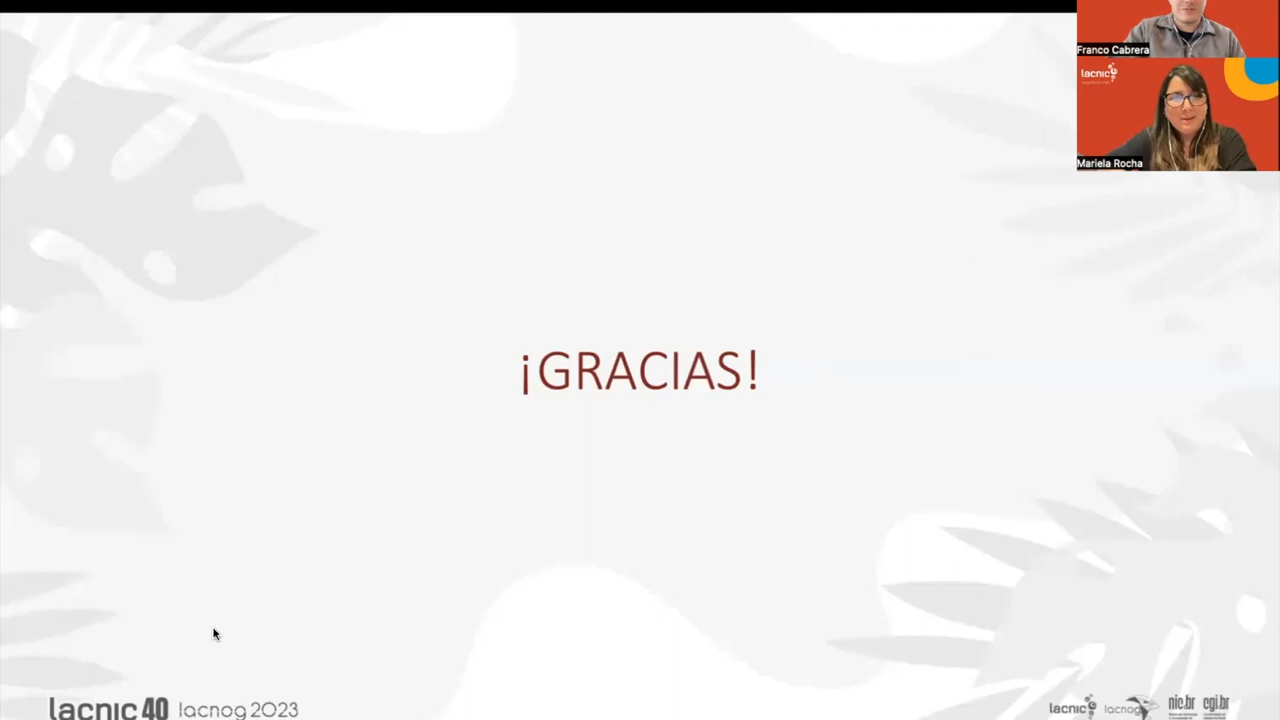 Franco Cabrera
lacnic
Mariela Rocha
¡GRACIAS!
lacnic 40 lacnog 2023
lacnic lacnog nic.br cgi.br